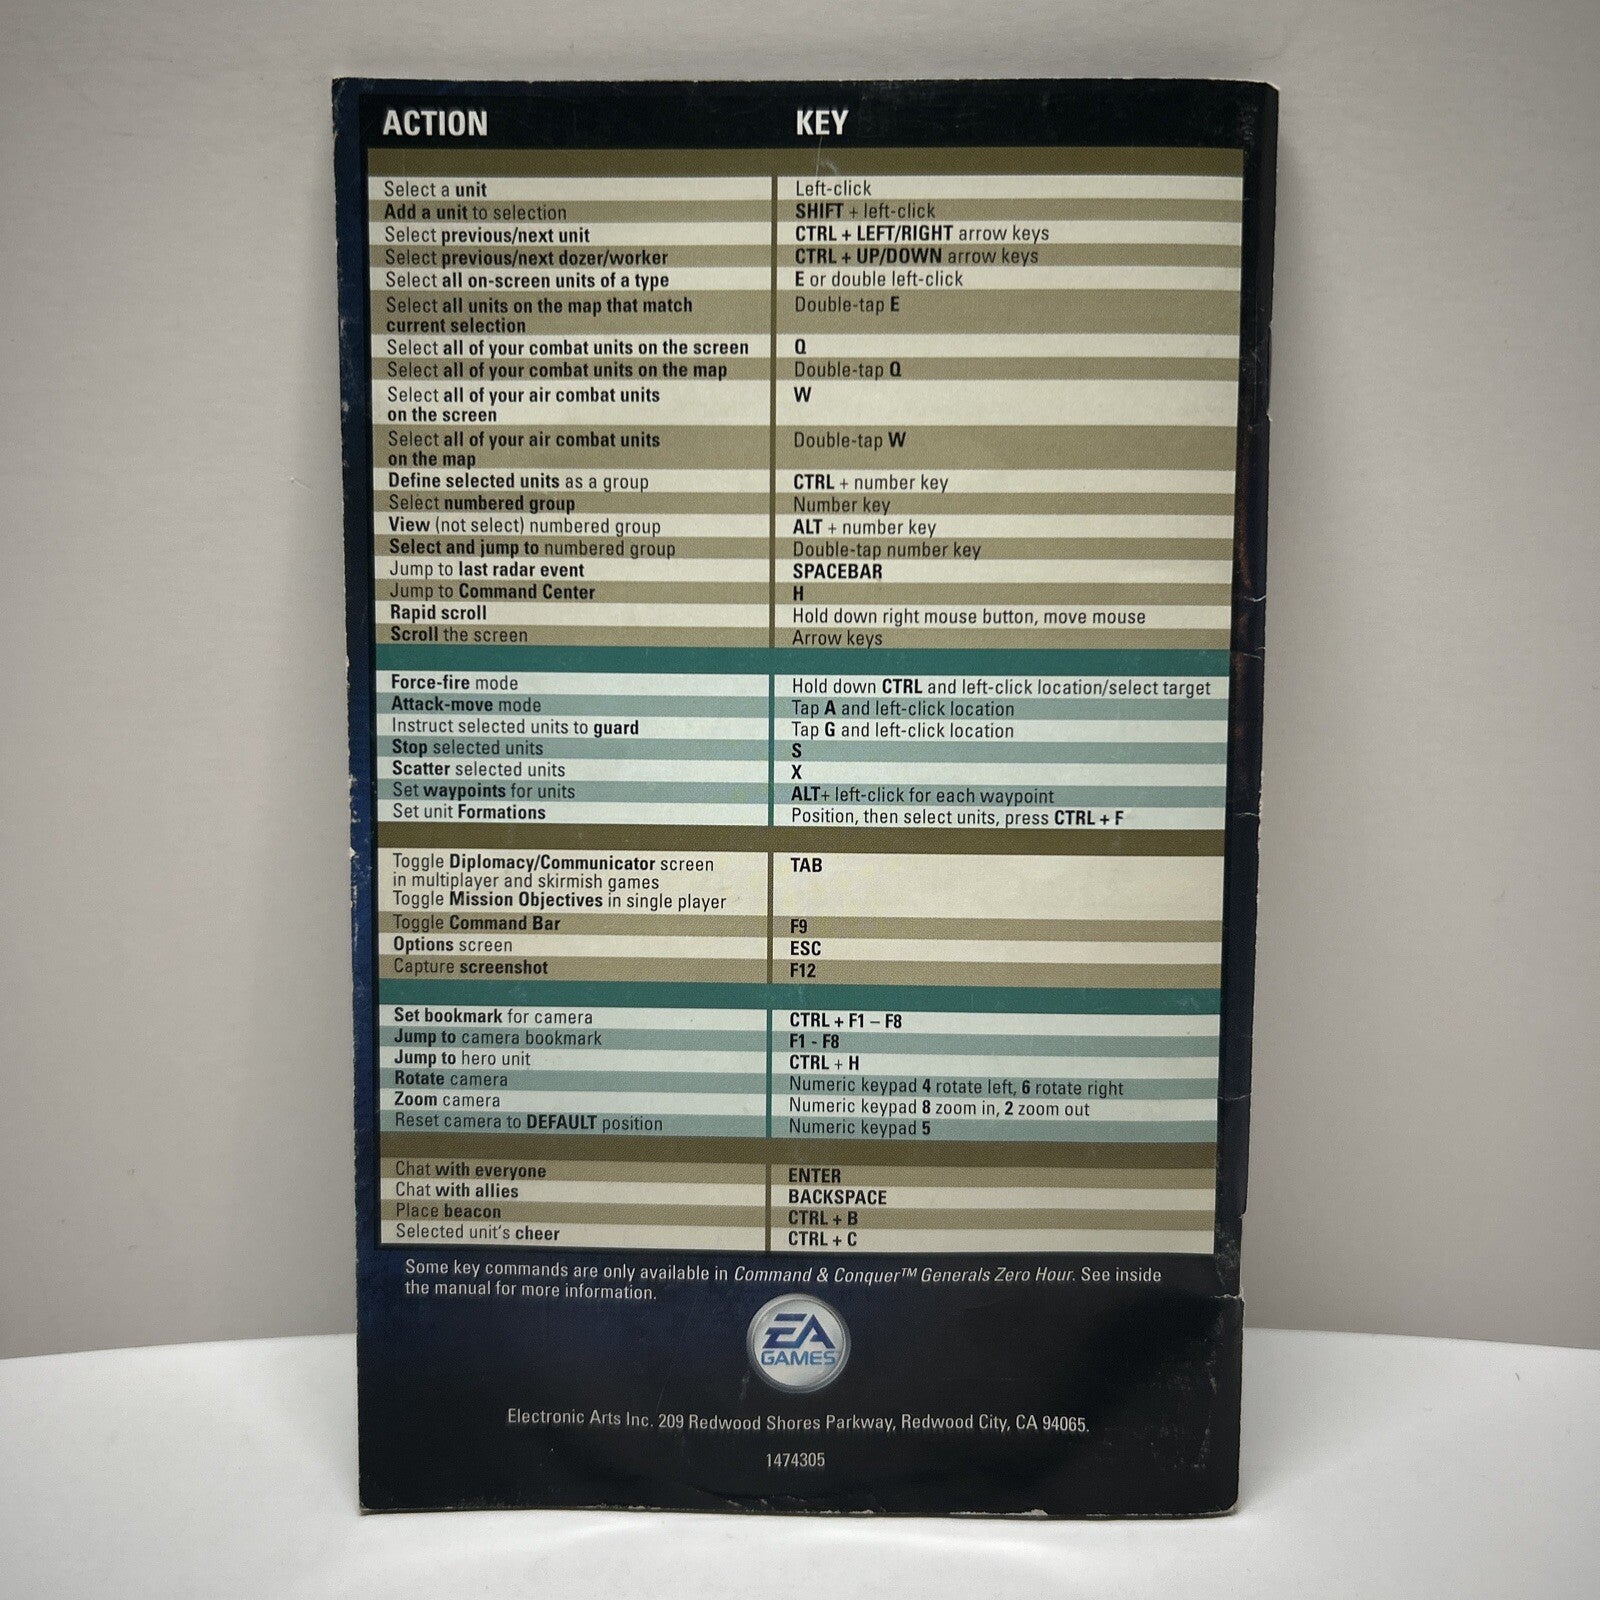 ACTION KEY
Select a unit Left-click
Add a unit to selection SHIFT + left-click
Select previous/next unit CTRL + LEFT/RIGHT arrow keys
Select previous/next dozer/worker CTRL + UP/DOWN arrow keys
Select all on-screen units of a type E or double left-click
Select all units on the map that match Double-tap E
current selection
Select all of your combat units on the screen Q
Select all of your combat units on the map Double-tap Q
Select all of your air combat units W
on the screen
Select all of your air combat units Double-tap W
on the map
Define selected units as a group CTRL + number key
Select numbered group Number key
View (not select) numbered group ALT + number key
Select and jump to numbered group Double-tap number key
Jump to last radar event SPACEBAR
Jump to Command Center H
Rapid scroll Hold down right mouse button, move mouse
Scroll the screen Arrow keys
Force-fire mode Hold down CTRL and left-click location/select target
Attack-move mode Tap A and left-click location
Instruct selected units to guard Tap G and left-click location
Stop selected units S
Scatter selected units X
Set waypoints for units ALT+ left-click for each waypoint
Set unit Formations Position, then select units, press CTRL + F
Toggle Diplomacy/Communicator screen TAB
in multiplayer and skirmish games
Toggle Mission Objectives in single player
Toggle Command Bar F9
Options screen ESC
Capture screenshot F12
Set bookmark for camera CTRL + F1 – F8
Jump to camera bookmark F1 - F8
Jump to hero unit CTRL + H
Rotate camera Numeric keypad 4 rotate left, 6 rotate right
Zoom camera Numeric keypad 8 zoom in, 2 zoom out
Reset camera to DEFAULT position Numeric keypad 5
Chat with everyone ENTER
Chat with allies BACKSPACE
Place beacon CTRL + B
Selected unit's cheer CTRL + C
Some key commands are only available in Command & Conquer™ Generals Zero Hour. See inside
the manual for more information.
EA
GAMES
Electronic Arts Inc. 209 Redwood Shores Parkway, Redwood City, CA 94065.
1474305